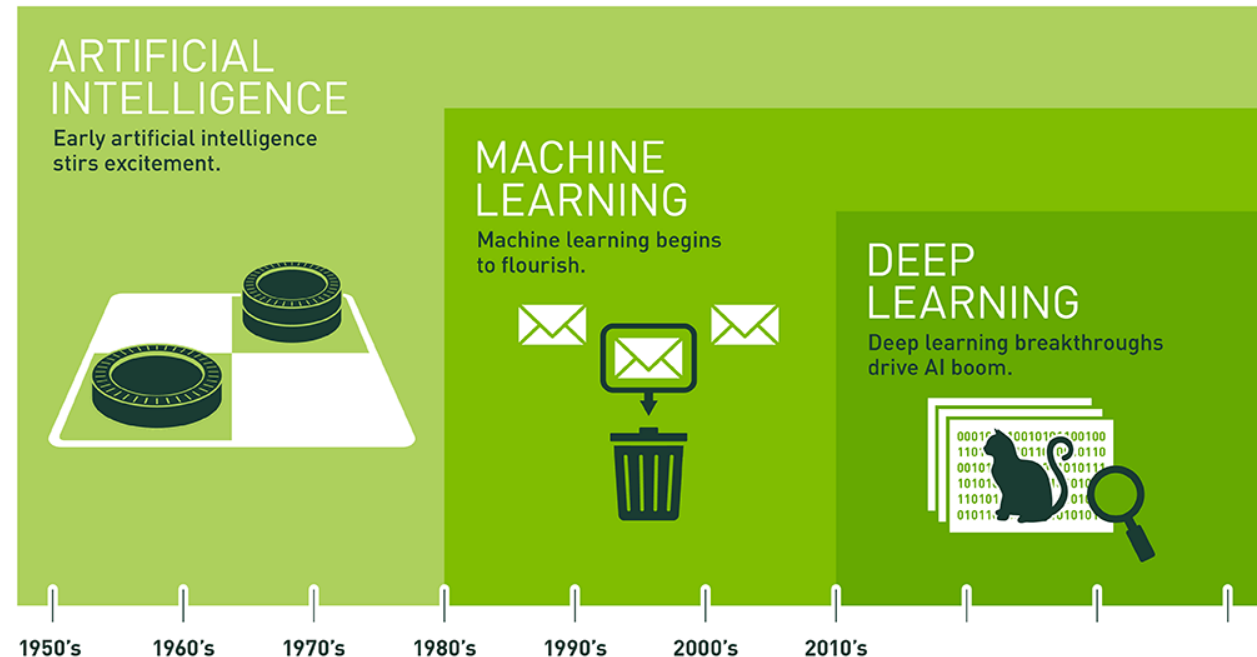 ARTIFICIAL
INTELLIGENCE
Early artificial intelligence
stirs excitement.
MACHINE
LEARNING
Machine learning begins
to flourish.
DEEP
LEARNING
Deep learning breakthroughs
drive AI boom.
1950's
1960's
1970's
1980's
1990's
2000's
2010's